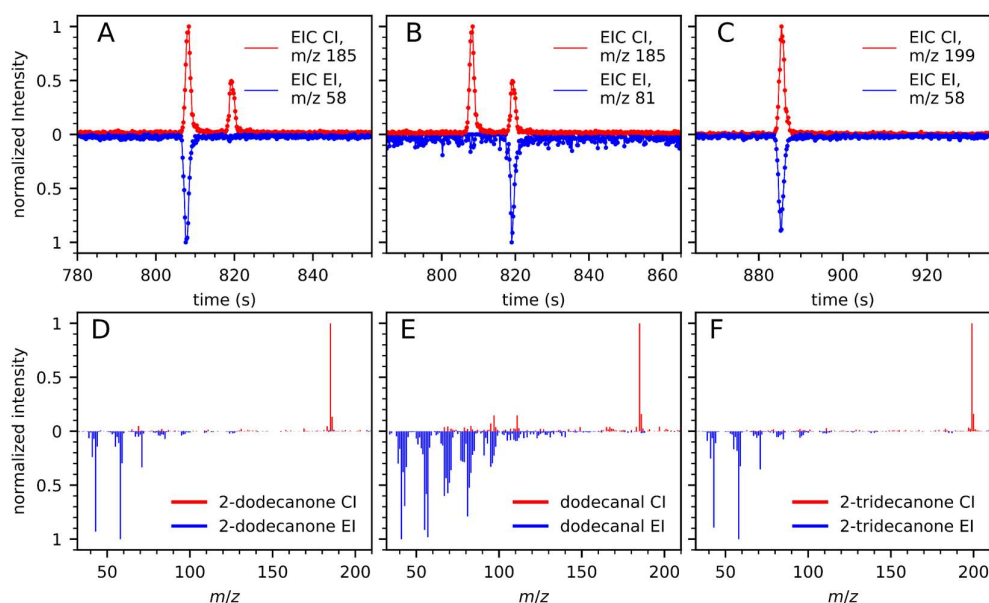 A
EIC CI,
m/z 185
EIC EI,
m/z 58
B
EIC CI,
m/z 185
EIC EI,
m/z 81
C
EIC CI,
m/z 199
EIC EI,
m/z 58
normalized Intensity
1
0.5
0
0.5
1
780 800 820 840
800 820 840 860
880 900 920
time (s)
time (s)
time (s)
D
2-dodecanone CI
2-dodecanone EI
E
dodecanal CI
dodecanal EI
F
2-tridecanone CI
2-tridecanone EI
normalized intensity
1
0.5
0
0.5
1
50 100 150 200
50 100 150 200
50 100 150 200
m/z
m/z
m/z